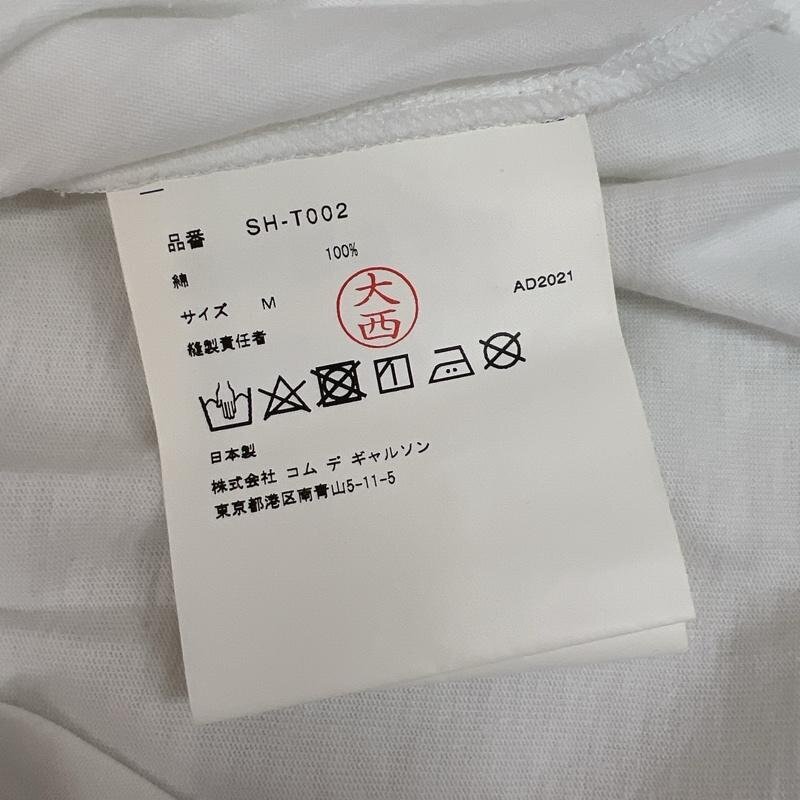 品番 SH-T002
綿 100%
サイズ M
AD2021
縫製責任者
大西
日本製
株式会社 コム デ ギャルソン
東京都港区南青山5-11-5